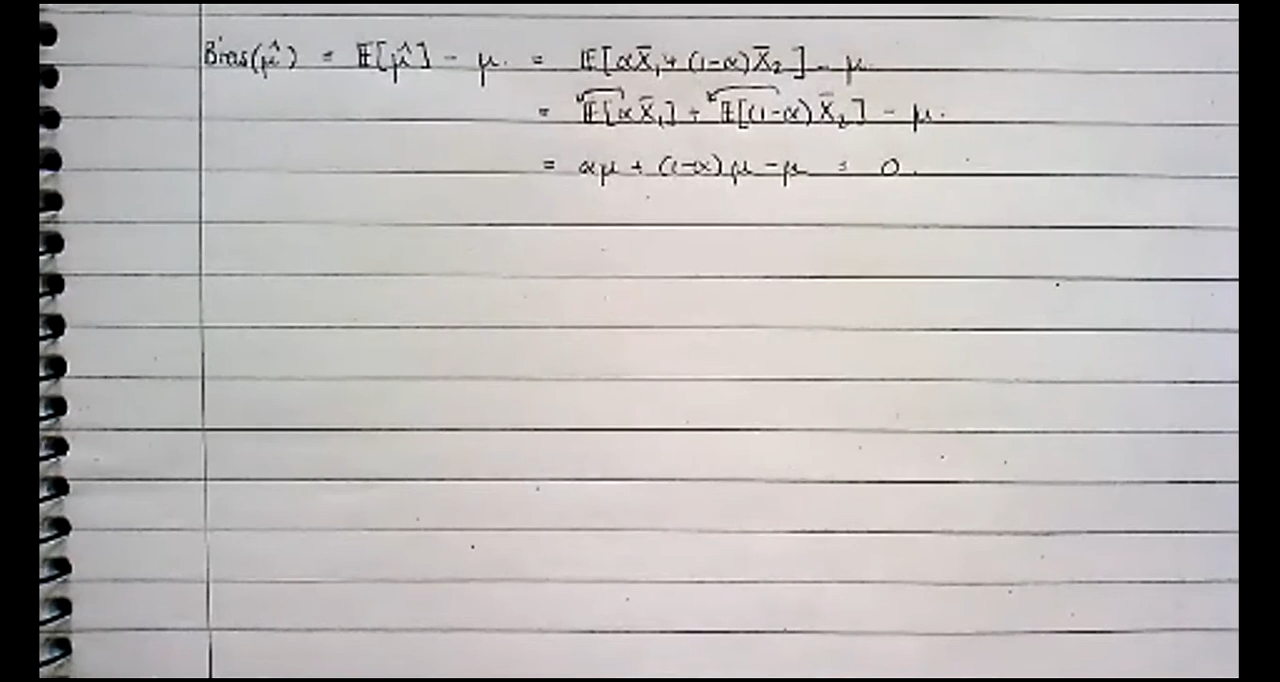 Bias(μ̂) = 𝔼[μ̂] - μ. = 𝔼[αX̄₁ + (1-α)X̄₂] - μ.
= 𝔼[αX̄₁] + 𝔼[(1-α)X̄₂] - μ.
= αμ + (1-α)μ - μ = 0.